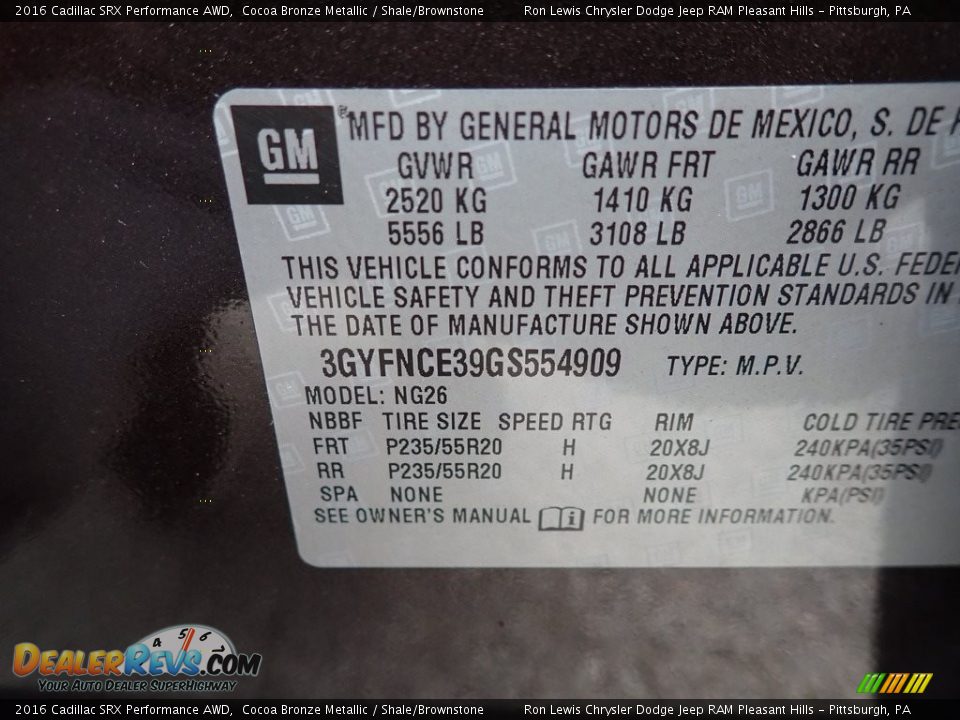 2016 Cadillac SRX Performance AWD, Cocoa Bronze Metallic / Shale/Brownstone Ron Lewis Chrysler Dodge Jeep RAM Pleasant Hills - Pittsburgh, PA
GM ® MFD BY GENERAL MOTORS DE MEXICO, S. DE
GVWR GAWR FRT GAWR RR
2520 KG 1410 KG 1300 KG
5556 LB 3108 LB 2866 LB
THIS VEHICLE CONFORMS TO ALL APPLICABLE U.S. FEDE
VEHICLE SAFETY AND THEFT PREVENTION STANDARDS IN
THE DATE OF MANUFACTURE SHOWN ABOVE.
3GYFNCE39GS554909 TYPE: M.P.V.
MODEL: NG26
NBBF TIRE SIZE SPEED RTG RIM COLD TIRE PRE
FRT P235/55R20 H 20X8J 240KPA(35PSI)
RR P235/55R20 H 20X8J 240KPA(35PSI)
SPA NONE NONE KPA(PSI)
SEE OWNER'S MANUAL FOR MORE INFORMATION.
4 5 6
DEALERREVS.COM
YOUR AUTO DEALER SUPERHIGHWAY
2016 Cadillac SRX Performance AWD, Cocoa Bronze Metallic / Shale/Brownstone Ron Lewis Chrysler Dodge Jeep RAM Pleasant Hills - Pittsburgh, PA